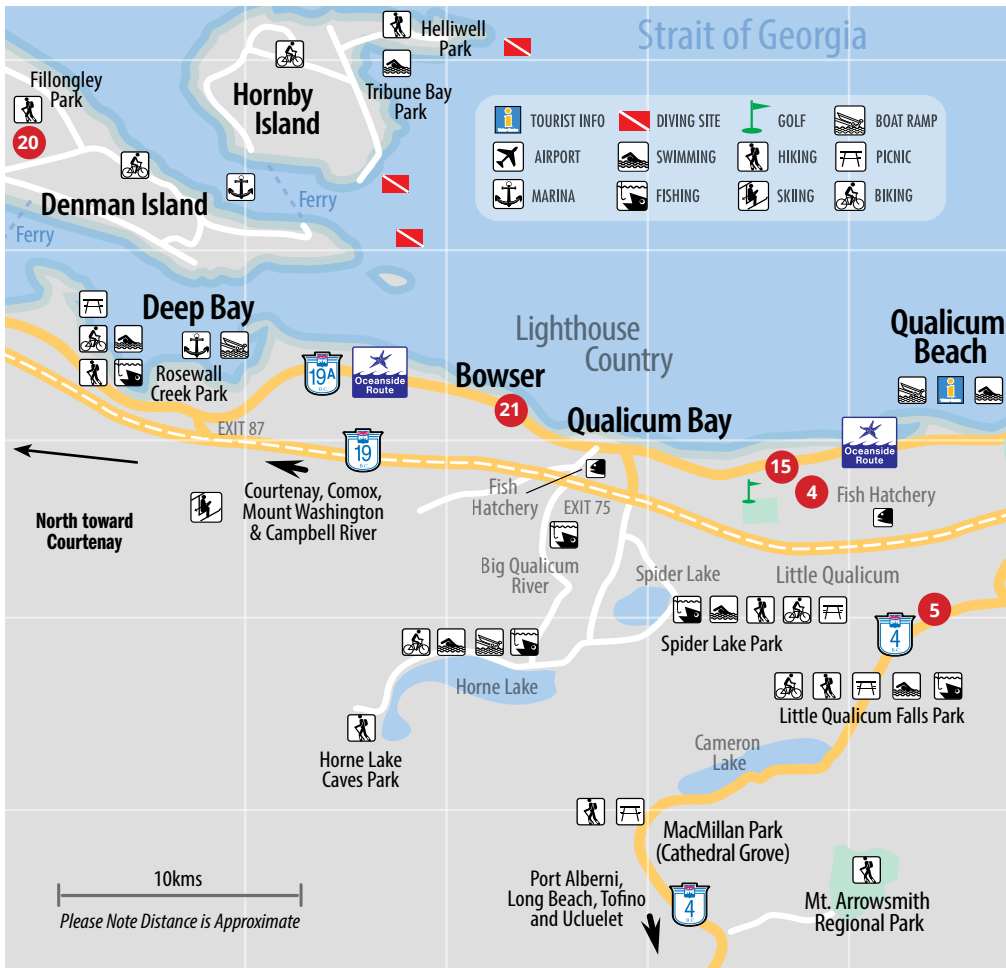 Strait of Georgia
Helliwell
Park
Tribune Bay
Park
Hornby
Island
Fillongley
Park
20
Denman Island
Ferry
Ferry
i
TOURIST INFO
DIVING SITE
GOLF
BOAT RAMP
AIRPORT
SWIMMING
HIKING
PICNIC
MARINA
FISHING
SKIING
BIKING
Deep Bay
Rosewall
Creek Park
19A
B.C.
Oceanside
Route
Lighthouse
Country
Bowser
21
Qualicum
Beach
i
Qualicum Bay
Oceanside
Route
EXIT 87
19
B.C.
15
4
Fish Hatchery
Courtenay, Comox,
Mount Washington
& Campbell River
North toward
Courtenay
Fish
Hatchery
EXIT 75
Big Qualicum
River
Spider Lake
Little Qualicum
5
4
B.C.
Spider Lake Park
Horne Lake
Little Qualicum Falls Park
Horne Lake
Caves Park
Cameron
Lake
MacMillan Park
(Cathedral Grove)
Port Alberni,
Long Beach, Tofino
and Ucluelet
4
B.C.
Mt. Arrowsmith
Regional Park
10kms
Please Note Distance is Approximate